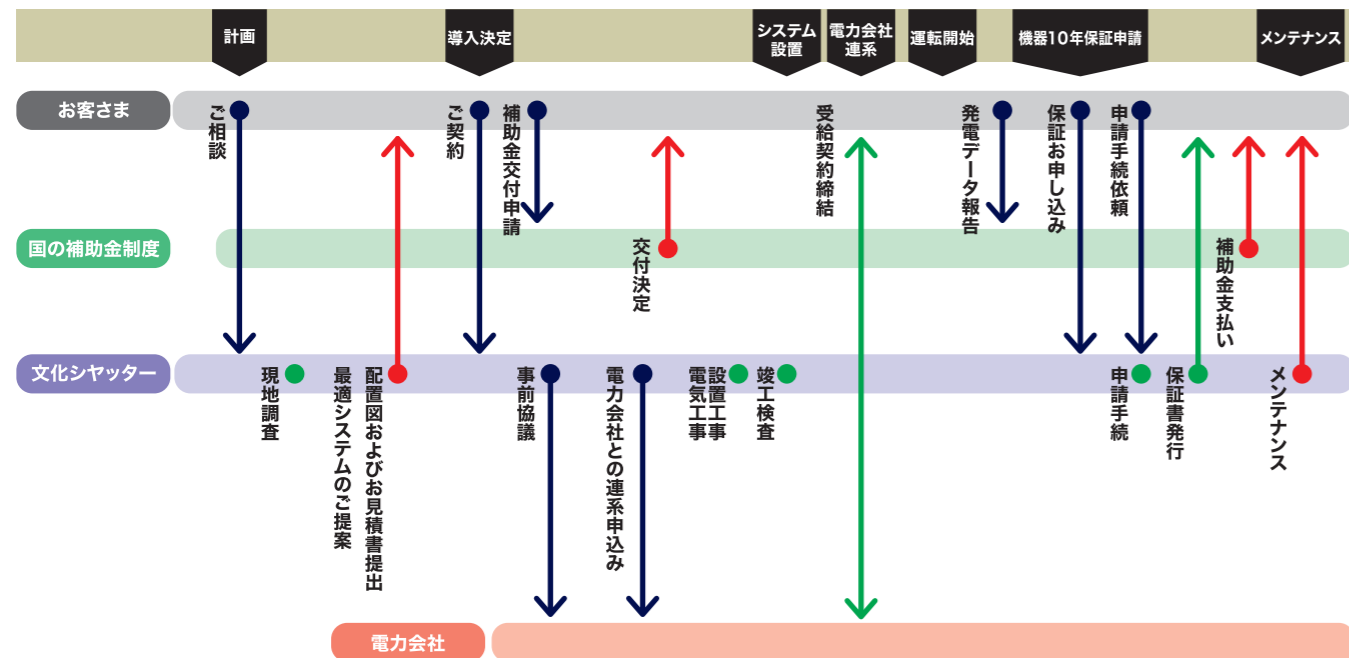 計画
導入決定
システム
設置
電力会社
連系
運転開始
機器10年保証申請
メンテナンス
お客さま
ご相談
ご契約
補助金交付申請
受給契約締結
発電データ報告
保証お申し込み
申請手続依頼
国の補助金制度
交付決定
補助金支払い
文化シヤッター
現地調査
配置図およびお見積書提出
最適システムのご提案
事前協議
電力会社との連系申込み
設置工事
電気工事
竣工検査
申請手続
保証書発行
メンテナンス
電力会社